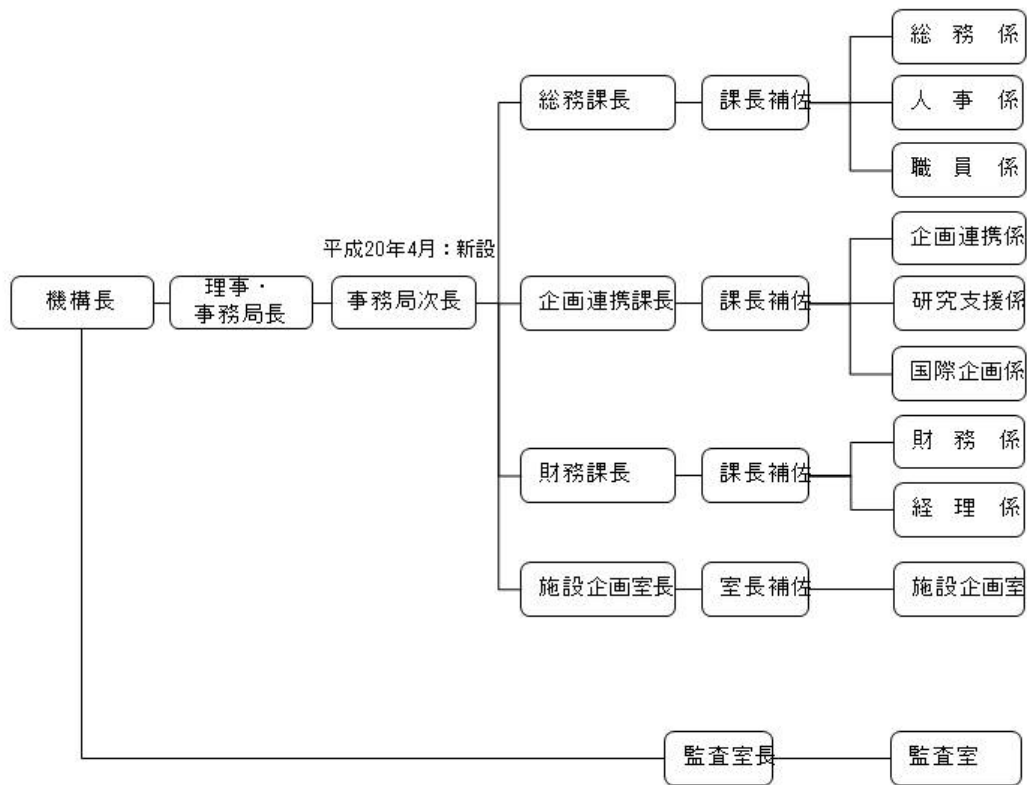 総 務 係
総務課長
課長補佐
人 事 係
職 員 係
平成20年4月：新設
企画連携係
機構長
理事・
事務局長
事務局次長
企画連携課長
課長補佐
研究支援係
国際企画係
財 務 係
財務課長
課長補佐
経 理 係
施設企画室長
室長補佐
施設企画室
監査室長
監査室